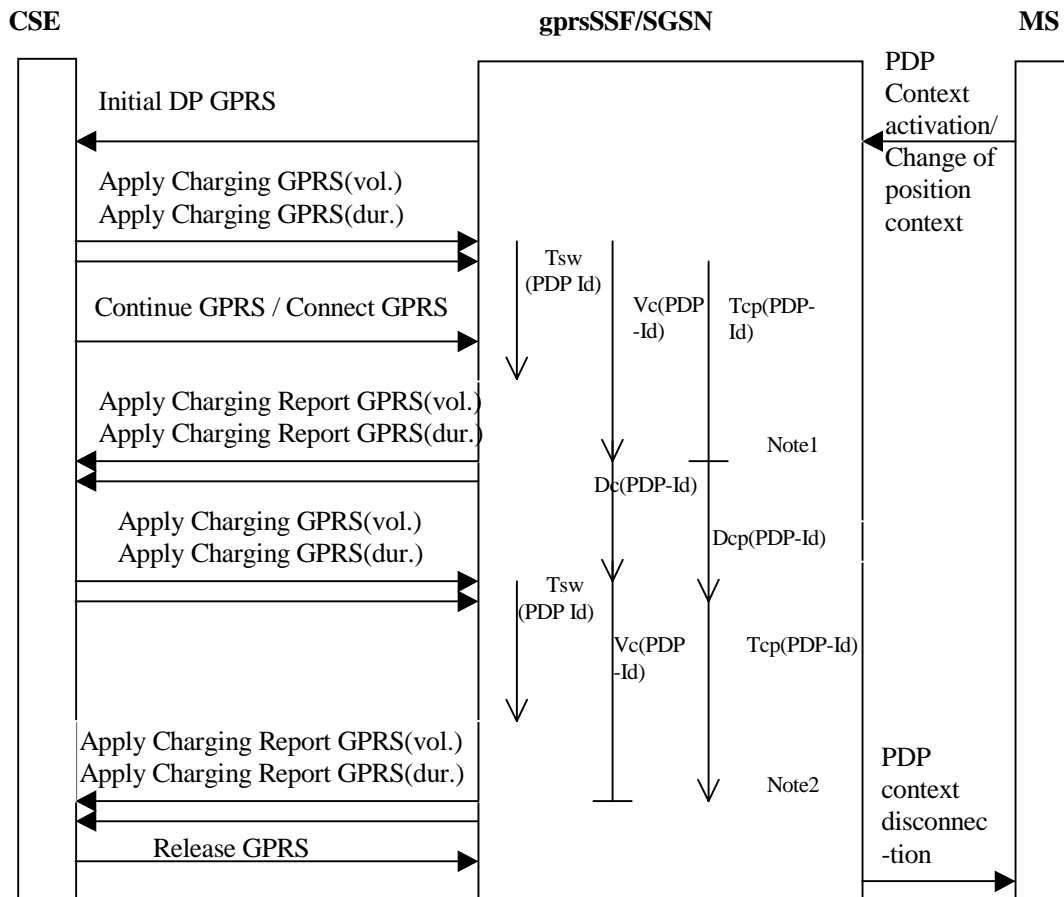 CSE
gprsSSF/SGSN
MS
PDP
Context
activation/
Change of
position
context
Initial DP GPRS
Apply Charging GPRS(vol.)
Apply Charging GPRS(dur.)
Tsw
(PDP Id)
Vc(PDP
-Id)
Tcp(PDP-
Id)
Continue GPRS / Connect GPRS
Apply Charging Report GPRS(vol.)
Apply Charging Report GPRS(dur.)
Note1
Dc(PDP-Id)
Apply Charging GPRS(vol.)
Apply Charging GPRS(dur.)
Dcp(PDP-Id)
Tsw
(PDP Id)
Vc(PDP
-Id)
Tcp(PDP-Id)
Apply Charging Report GPRS(vol.)
Apply Charging Report GPRS(dur.)
Note2
PDP
context
disconnec
-tion
Release GPRS